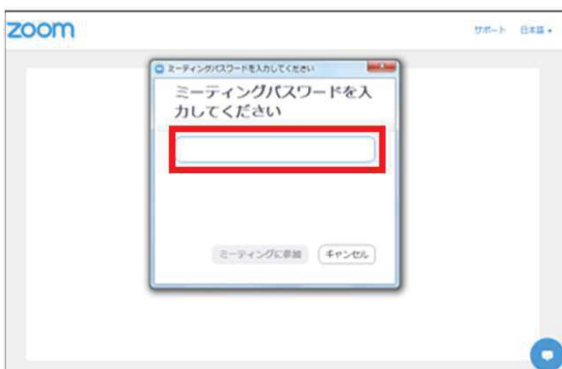 zoom
サポート 日本語
ミーティングパスワードを入力してください
ミーティングパスワードを入
力してください
ミーティングに参加 キャンセル